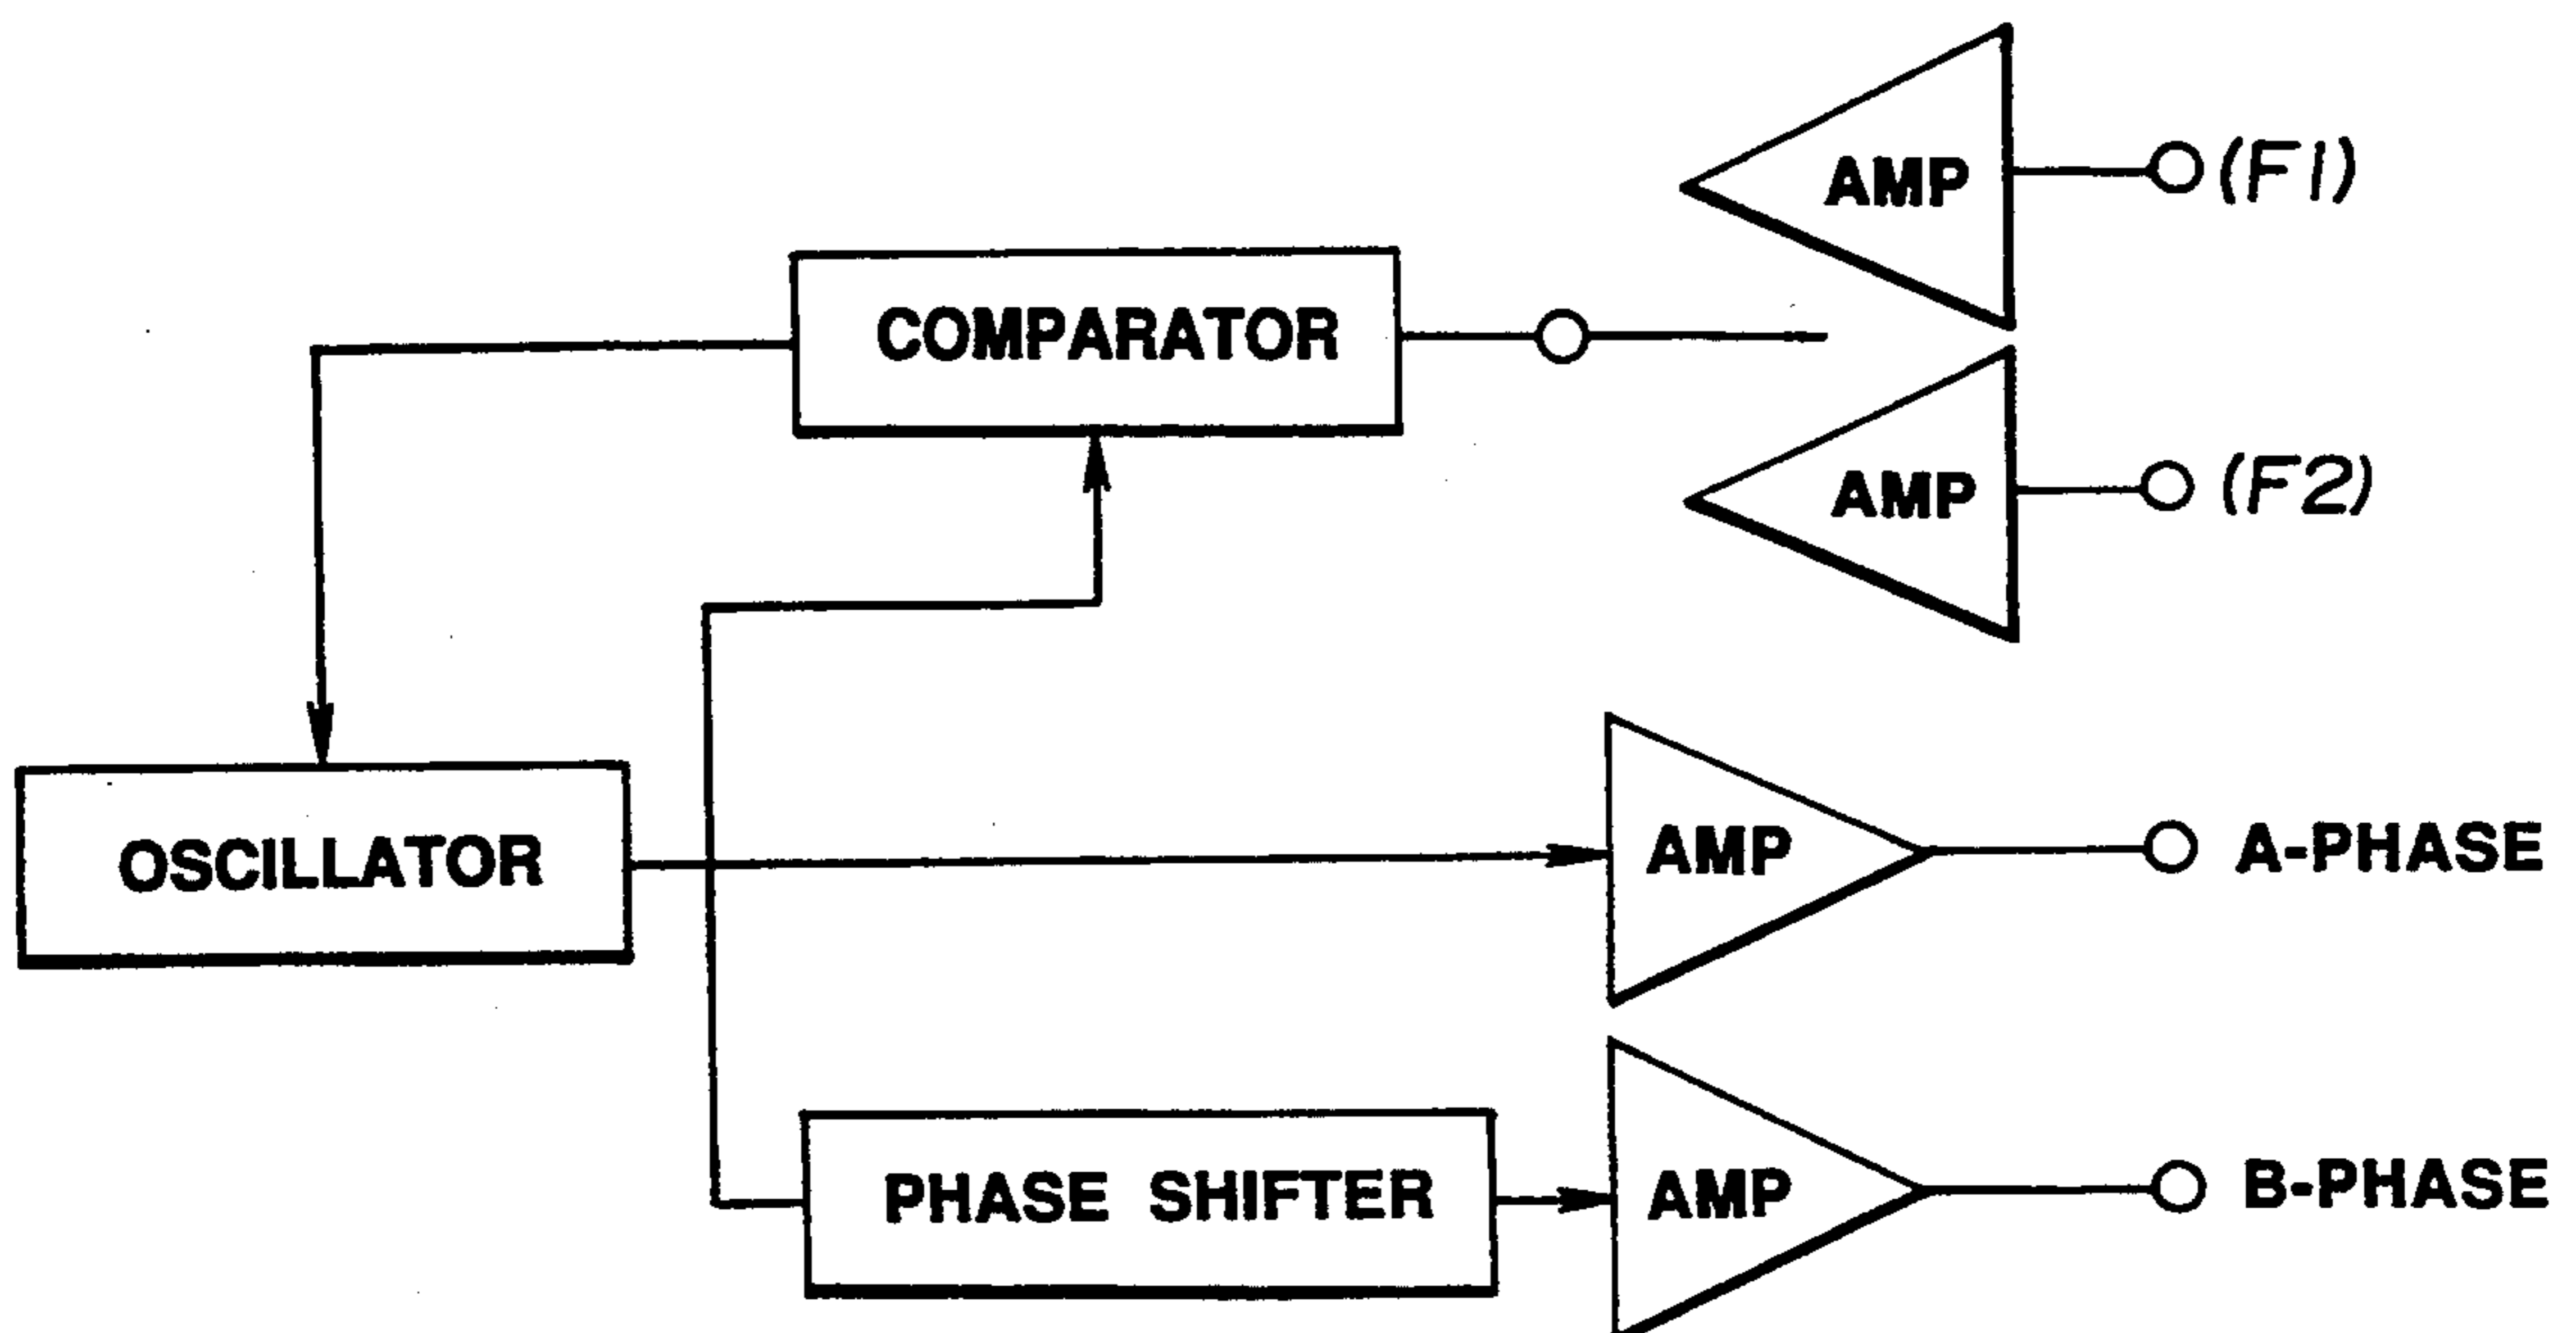 AMP
(F1)
COMPARATOR
AMP
(F2)
OSCILLATOR
AMP
A-PHASE
PHASE SHIFTER
AMP
B-PHASE